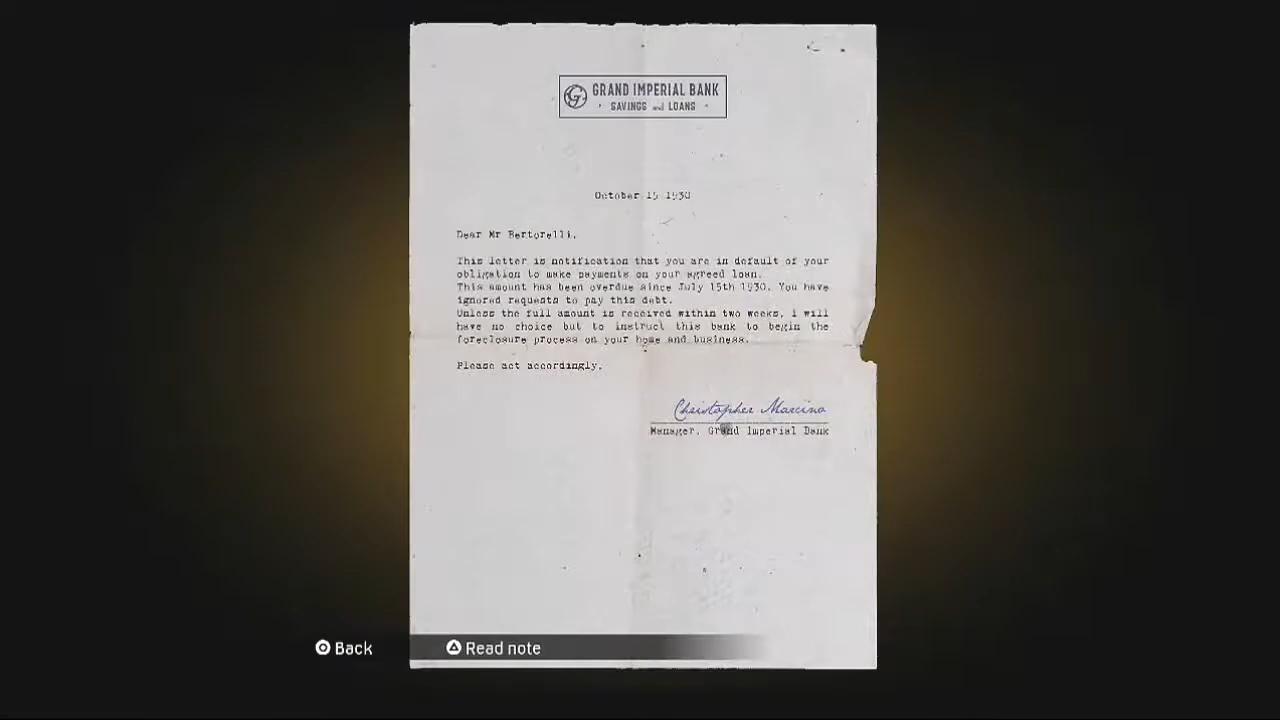 GRAND IMPERIAL BANK
SAVINGS and LOANS
October 15 1930
Dear Mr Bertorelli,
This letter is notification that you are in default of your
obligation to make payments on your agreed loan.
This amount has been overdue since July 15th 1930. You have
ignored requests to pay this debt.
Unless the full amount is received within two weeks, I will
have no choice but to instruct this bank to begin the
foreclosure process on your home and business.
Please act accordingly,
Christopher Marcino
Manager, Grand Imperial Bank
Back
Read note